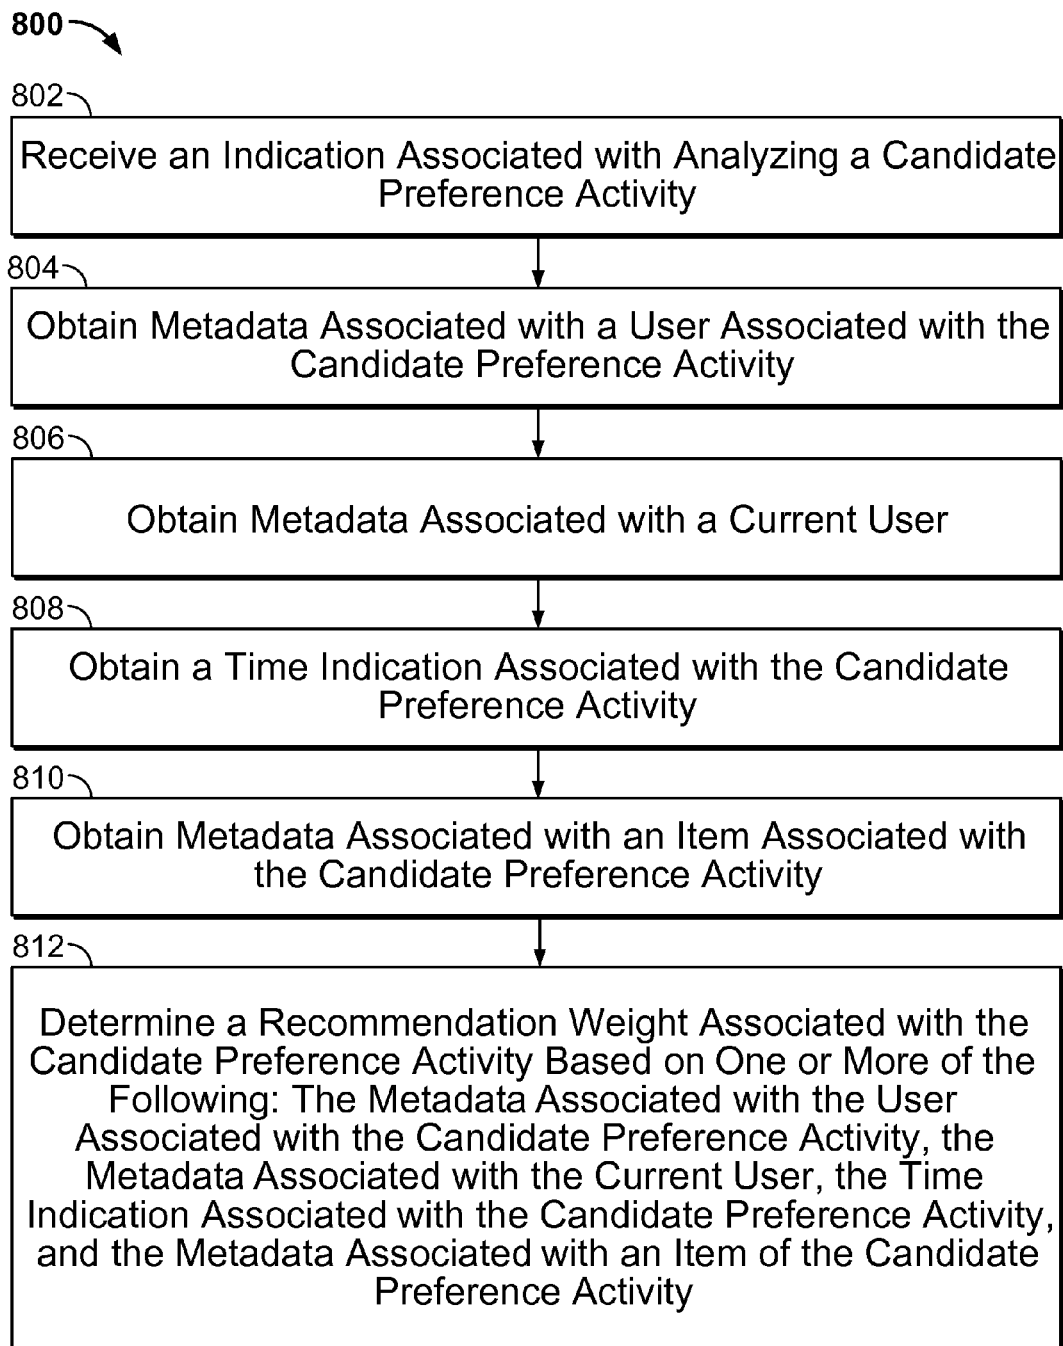 800
802
Receive an Indication Associated with Analyzing a Candidate
Preference Activity
804
Obtain Metadata Associated with a User Associated with the
Candidate Preference Activity
806
Obtain Metadata Associated with a Current User
808
Obtain a Time Indication Associated with the Candidate
Preference Activity
810
Obtain Metadata Associated with an Item Associated with
the Candidate Preference Activity
812
Determine a Recommendation Weight Associated with the
Candidate Preference Activity Based on One or More of the
Following: The Metadata Associated with the User
Associated with the Candidate Preference Activity, the
Metadata Associated with the Current User, the Time
Indication Associated with the Candidate Preference Activity,
and the Metadata Associated with an Item of the Candidate
Preference Activity